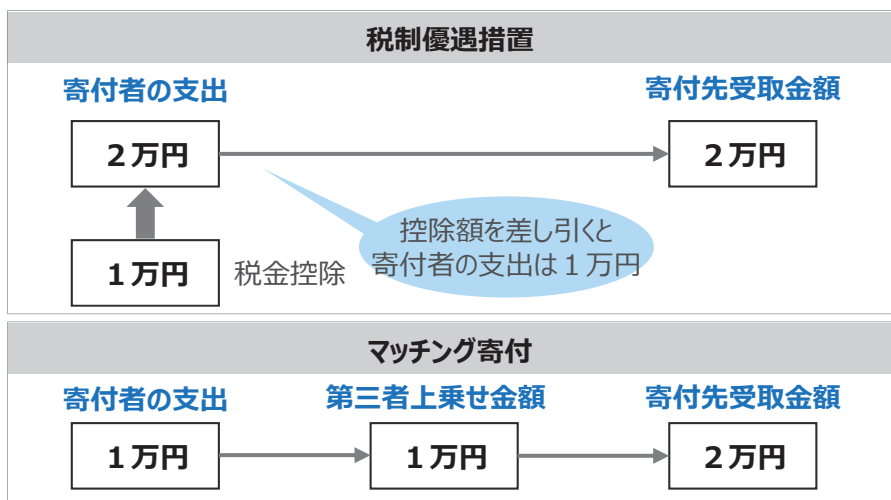 税制優遇措置
寄付者の支出
寄付先受取金額
２万円
２万円
控除額を差し引くと
寄付者の支出は１万円
１万円
税金控除
マッチング寄付
寄付者の支出
第三者上乗せ金額
寄付先受取金額
１万円
１万円
２万円